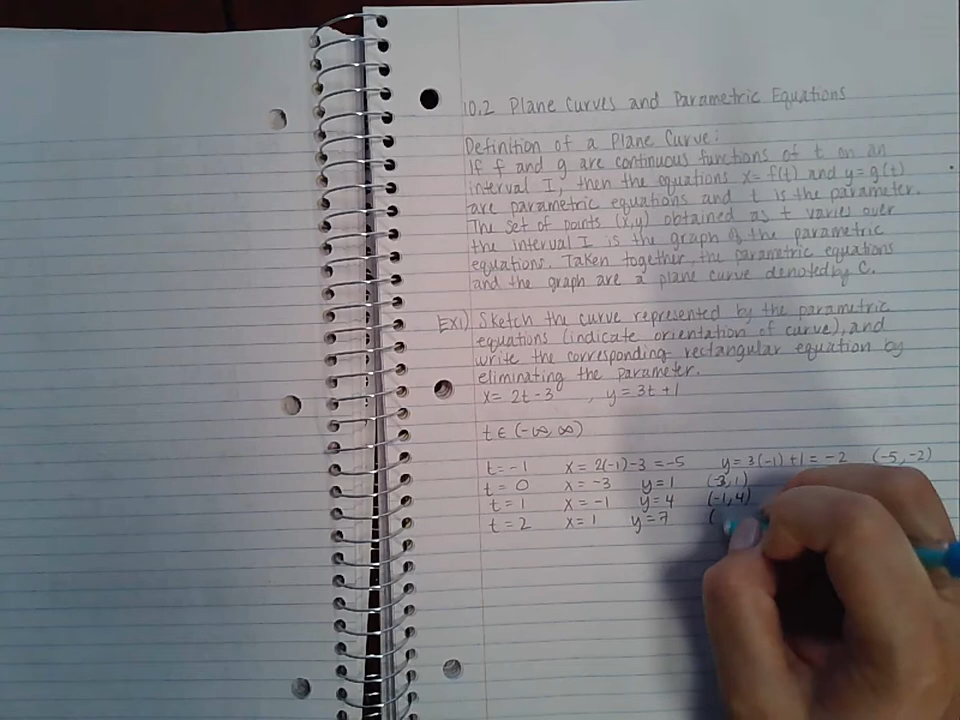 10.2 Plane Curves and Parametric Equations
Definition of a Plane Curve:
If f and g are continuous functions of t on an
interval I, then the equations x=f(t) and y=g(t)
are parametric equations and t is the parameter.
The set of points (x,y) obtained as t varies over
the interval I is the graph of the parametric
equations. Taken together, the parametric equations
and the graph are a plane curve denoted by C.
EX1) Sketch the curve represented by the parametric
equations (indicate orientation of curve), and
write the corresponding rectangular equation by
eliminating the parameter.
x= 2t-3 , y=3t+1
t∈(-∞,∞)
t=-1 x=2(-1)-3=-5 y=3(-1)+1=-2 (-5,-2)
t=0 x=-3 y=1 (-3,1)
t=1 x=-1 y=4 (-1,4)
t=2 x=1 y=7 (